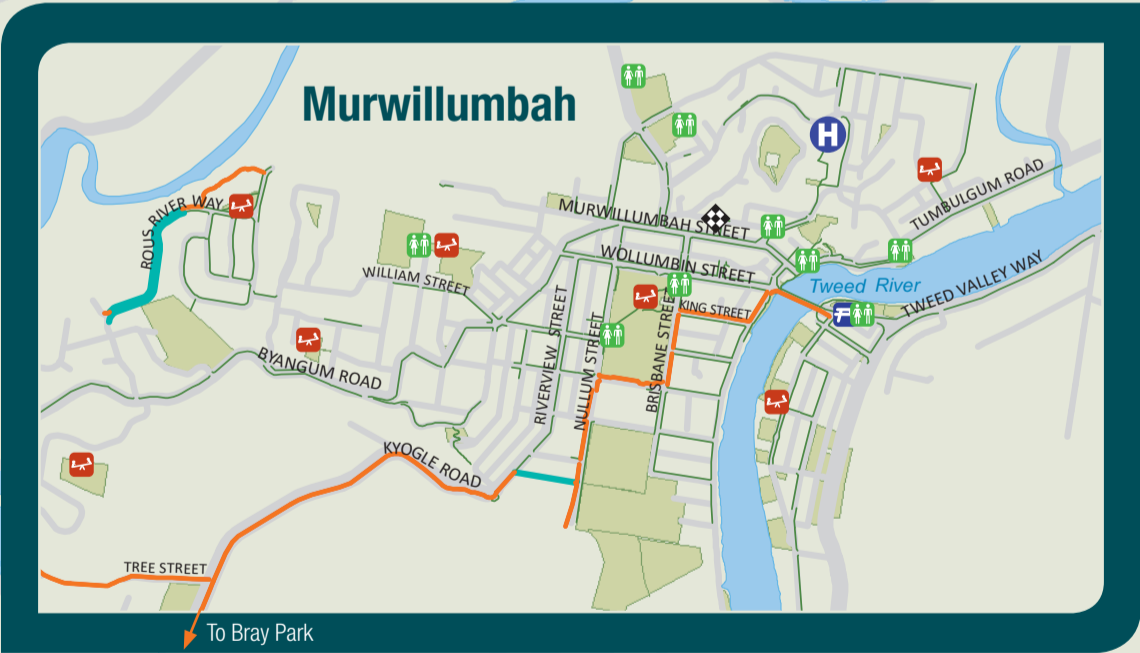 Murwillumbah
H
TUMBULGUM ROAD
ROUS RIVER WAY
MURWILLUMBAH STREET
WOLLUMBIN STREET
WILLIAM STREET
Tweed River
TWEED VALLEY WAY
KING STREET
BYANGUM ROAD
RIVERVIEW STREET
NULLUM STREET
BRISBANE STREET
KYOGLE ROAD
TREE STREET
To Bray Park